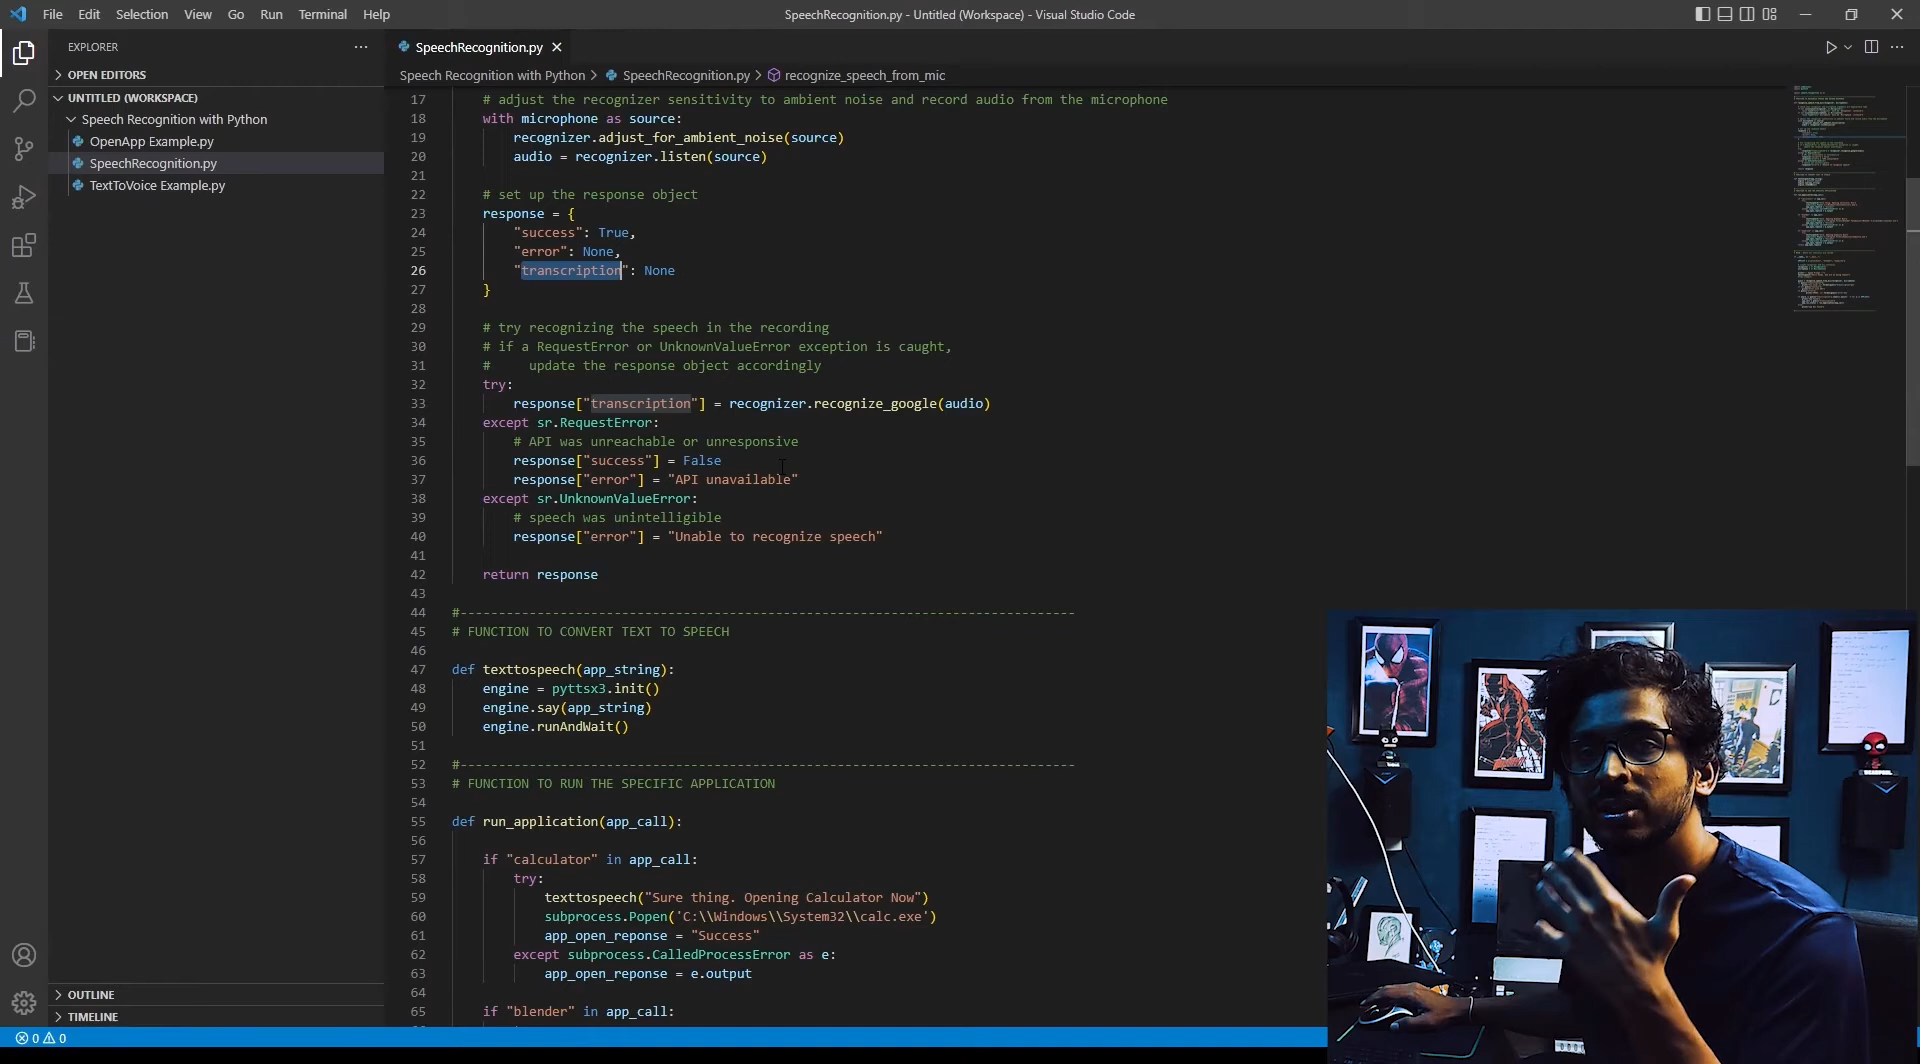 File Edit Selection View Go Run Terminal Help
SpeechRecognition.py - Untitled (Workspace) - Visual Studio Code
EXPLORER
OPEN EDITORS
UNTITLED (WORKSPACE)
Speech Recognition with Python
OpenApp Example.py
SpeechRecognition.py
TextToVoice Example.py
OUTLINE
TIMELINE
0 0
SpeechRecognition.py
Speech Recognition with Python > SpeechRecognition.py > recognize_speech_from_mic
17 # adjust the recognizer sensitivity to ambient noise and record audio from the microphone
18 with microphone as source:
19 recognizer.adjust_for_ambient_noise(source)
20 audio = recognizer.listen(source)
21
22 # set up the response object
23 response = {
24 "success": True,
25 "error": None,
26 "transcription": None
27 }
28
29 # try recognizing the speech in the recording
30 # if a RequestError or UnknownValueError exception is caught,
31 # update the response object accordingly
32 try:
33 response["transcription"] = recognizer.recognize_google(audio)
34 except sr.RequestError:
35 # API was unreachable or unresponsive
36 response["success"] = False
37 response["error"] = "API unavailable"
38 except sr.UnknownValueError:
39 # speech was unintelligible
40 response["error"] = "Unable to recognize speech"
41
42 return response
43
44 #--------------------------------------------------------------------------------
45 # FUNCTION TO CONVERT TEXT TO SPEECH
46
47 def texttospeech(app_string):
48 engine = pyttsx3.init()
49 engine.say(app_string)
50 engine.runAndWait()
51
52 #--------------------------------------------------------------------------------
53 # FUNCTION TO RUN THE SPECIFIC APPLICATION
54
55 def run_application(app_call):
56
57 if "calculator" in app_call:
58 try:
59 texttospeech("Sure thing. Opening Calculator Now")
60 subprocess.Popen('C:\\Windows\\System32\\calc.exe')
61 app_open_reponse = "Success"
62 except subprocess.CalledProcessError as e:
63 app_open_reponse = e.output
64
65 if "blender" in app_call:
DEADPOOL